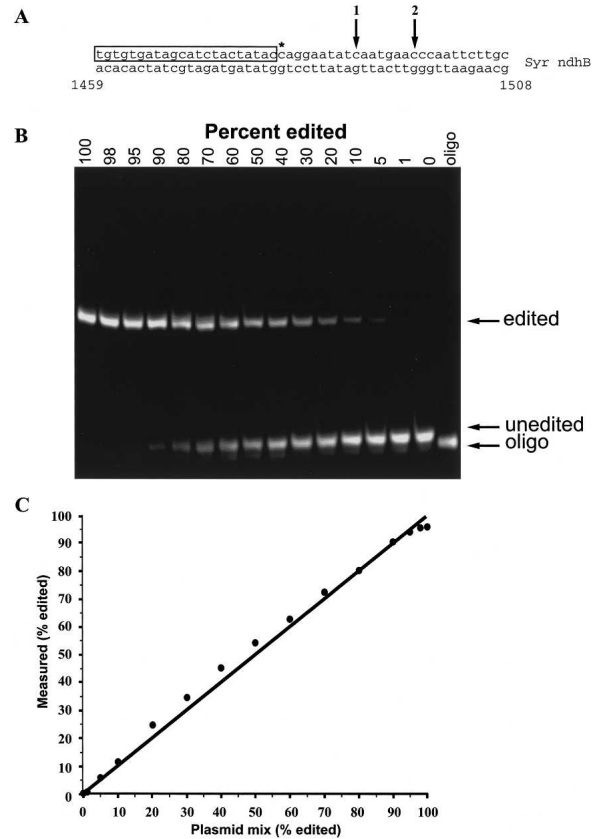 A
1 2
*
tgtgtgatagcatctactataccaggaatatcaatgaacccaattcttgc
acacactatcgtagatgatatggtccttatagttacttgggttaagaacg
Syr ndhB
1459 1508
B
Percent edited
100 98 95 90 80 70 60 50 40 30 20 10 5 1 0 oligo
edited
unedited
oligo
C
Measured (% edited)
100
90
80
70
60
50
40
30
20
10
0
0 10 20 30 40 50 60 70 80 90 100
Plasmid mix (% edited)